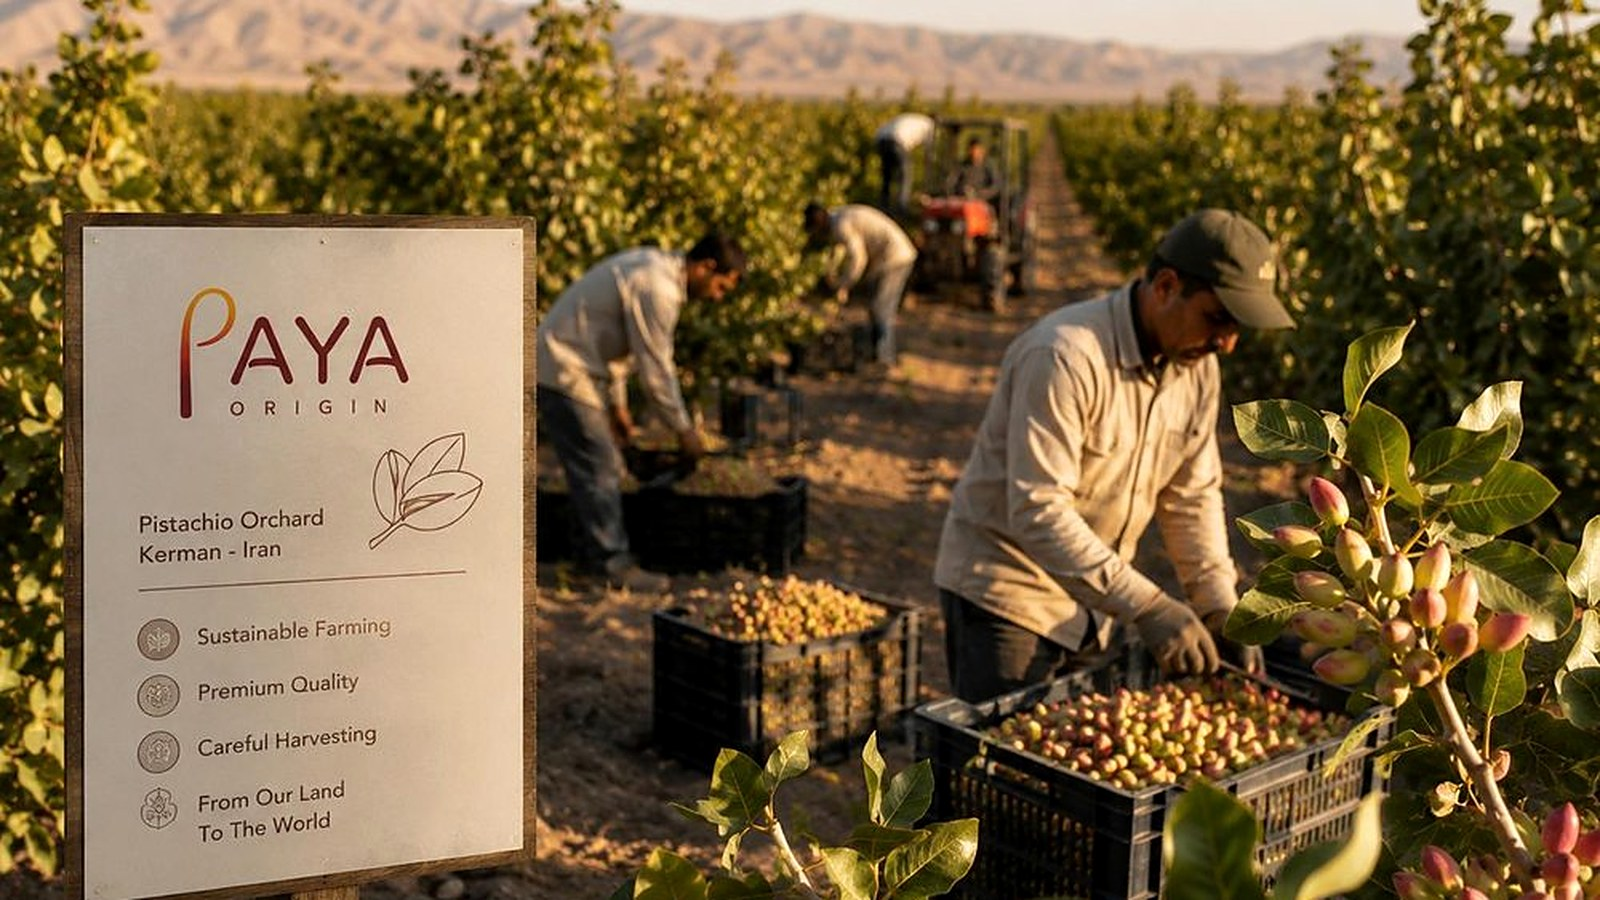 PAYA
ORIGIN
Pistachio Orchard
Kerman - Iran
Sustainable Farming
Premium Quality
Careful Harvesting
From Our Land
To The World